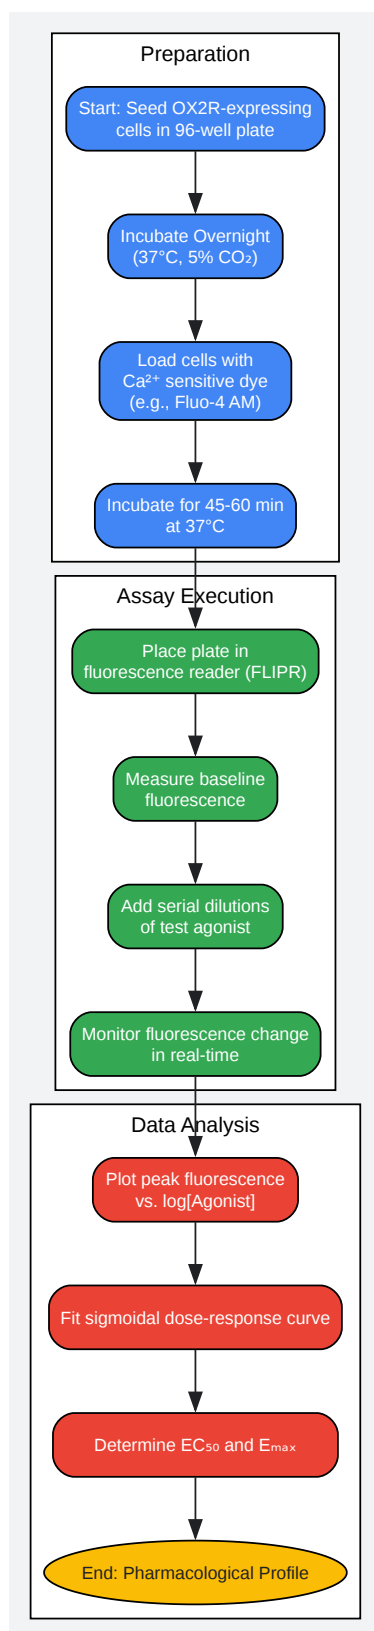 Preparation
Start: Seed OX2R-expressing
cells in 96-well plate
Incubate Overnight
(37°C, 5% CO₂)
Load cells with
Ca²⁺ sensitive dye
(e.g., Fluo-4 AM)
Incubate for 45-60 min
at 37°C
Assay Execution
Place plate in
fluorescence reader (FLIPR)
Measure baseline
fluorescence
Add serial dilutions
of test agonist
Monitor fluorescence change
in real-time
Data Analysis
Plot peak fluorescence
vs. log[Agonist]
Fit sigmoidal dose-response curve
Determine EC₅₀ and Eₘₐₓ
End: Pharmacological Profile